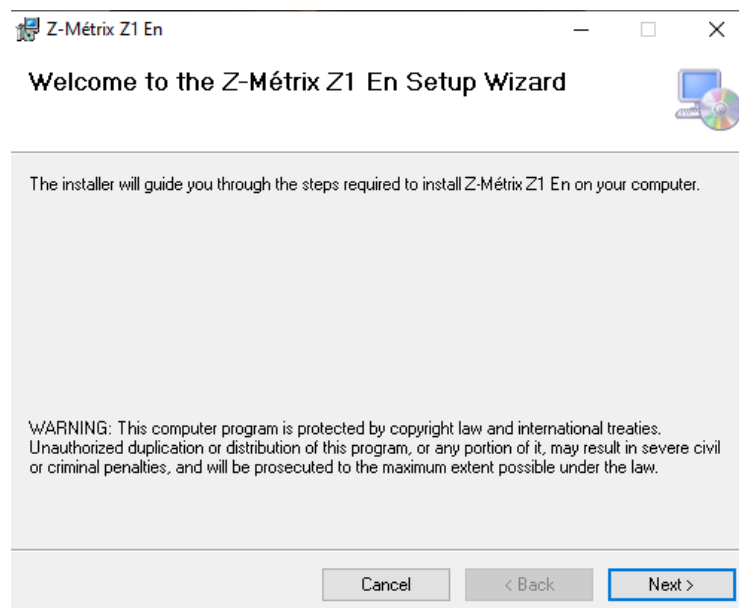 Z-Métrix Z1 En
Welcome to the Z-Métrix Z1 En Setup Wizard
The installer will guide you through the steps required to install Z-Métrix Z1 En on your computer.
WARNING: This computer program is protected by copyright law and international treaties.
Unauthorized duplication or distribution of this program, or any portion of it, may result in severe civil
or criminal penalties, and will be prosecuted to the maximum extent possible under the law.
Cancel < Back Next >